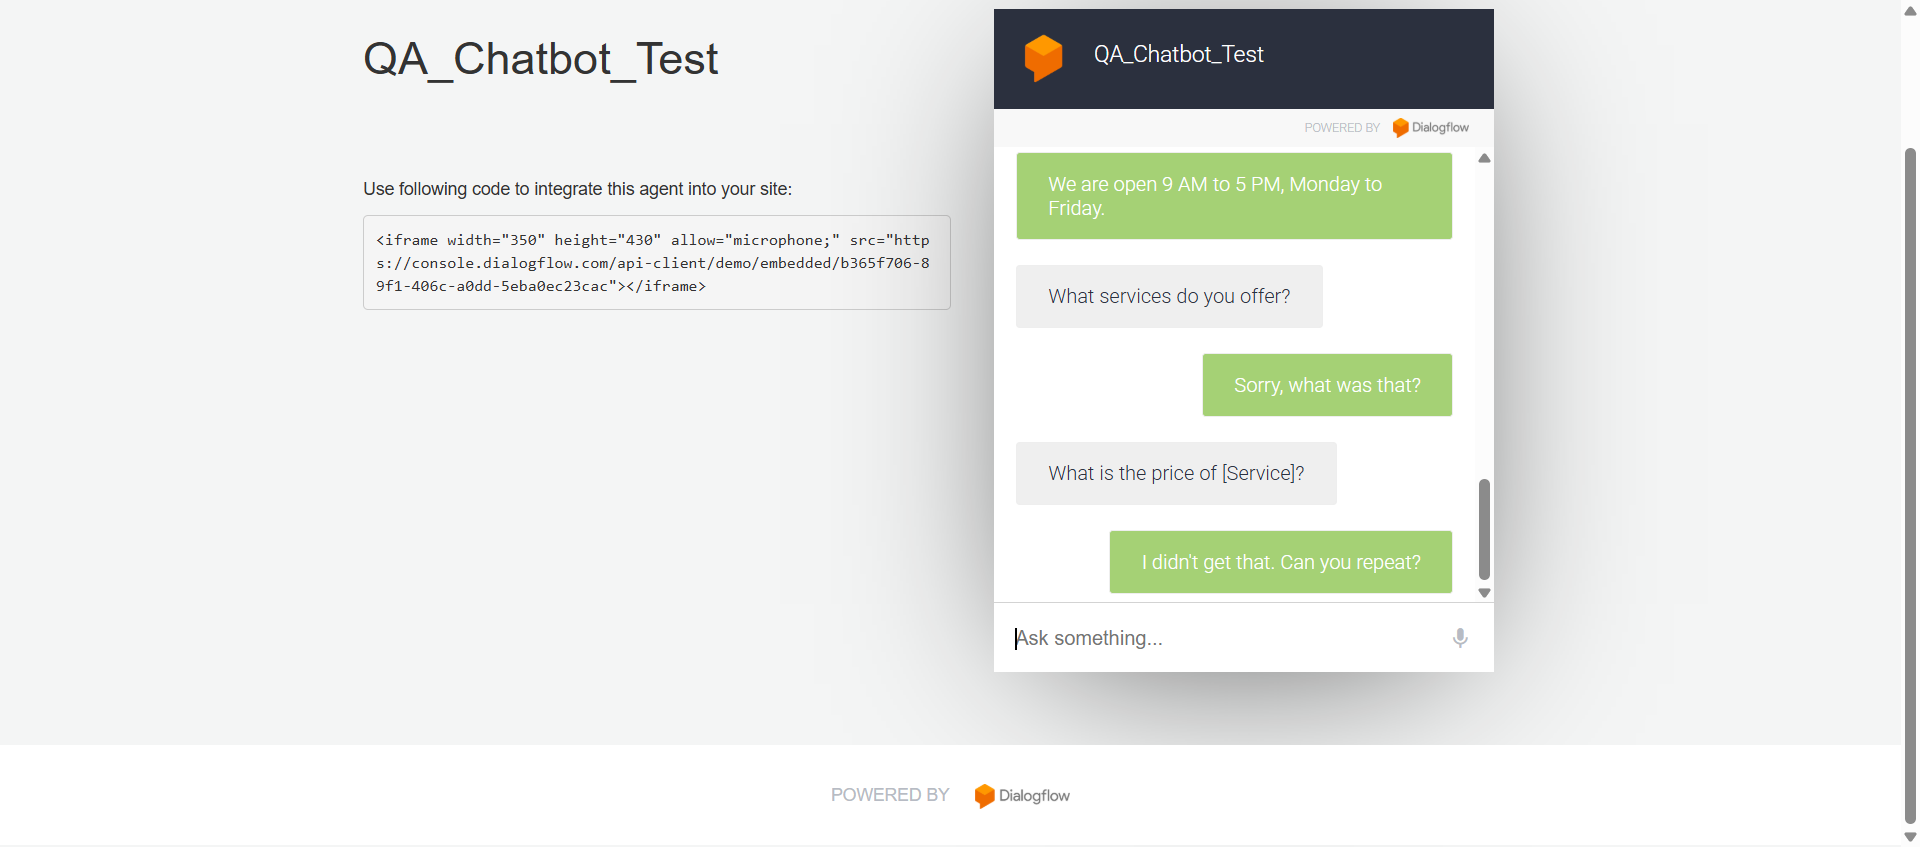 QA_Chatbot_Test
Use following code to integrate this agent into your site:
<iframe width="350" height="430" allow="microphone;" src="http
s://console.dialogflow.com/api-client/demo/embedded/b365f706-8
9f1-406c-a0dd-5eba0ec23cac"></iframe>
QA_Chatbot_Test
POWERED BY Dialogflow
We are open 9 AM to 5 PM, Monday to
Friday.
What services do you offer?
Sorry, what was that?
What is the price of [Service]?
I didn't get that. Can you repeat?
Ask something...
POWERED BY Dialogflow